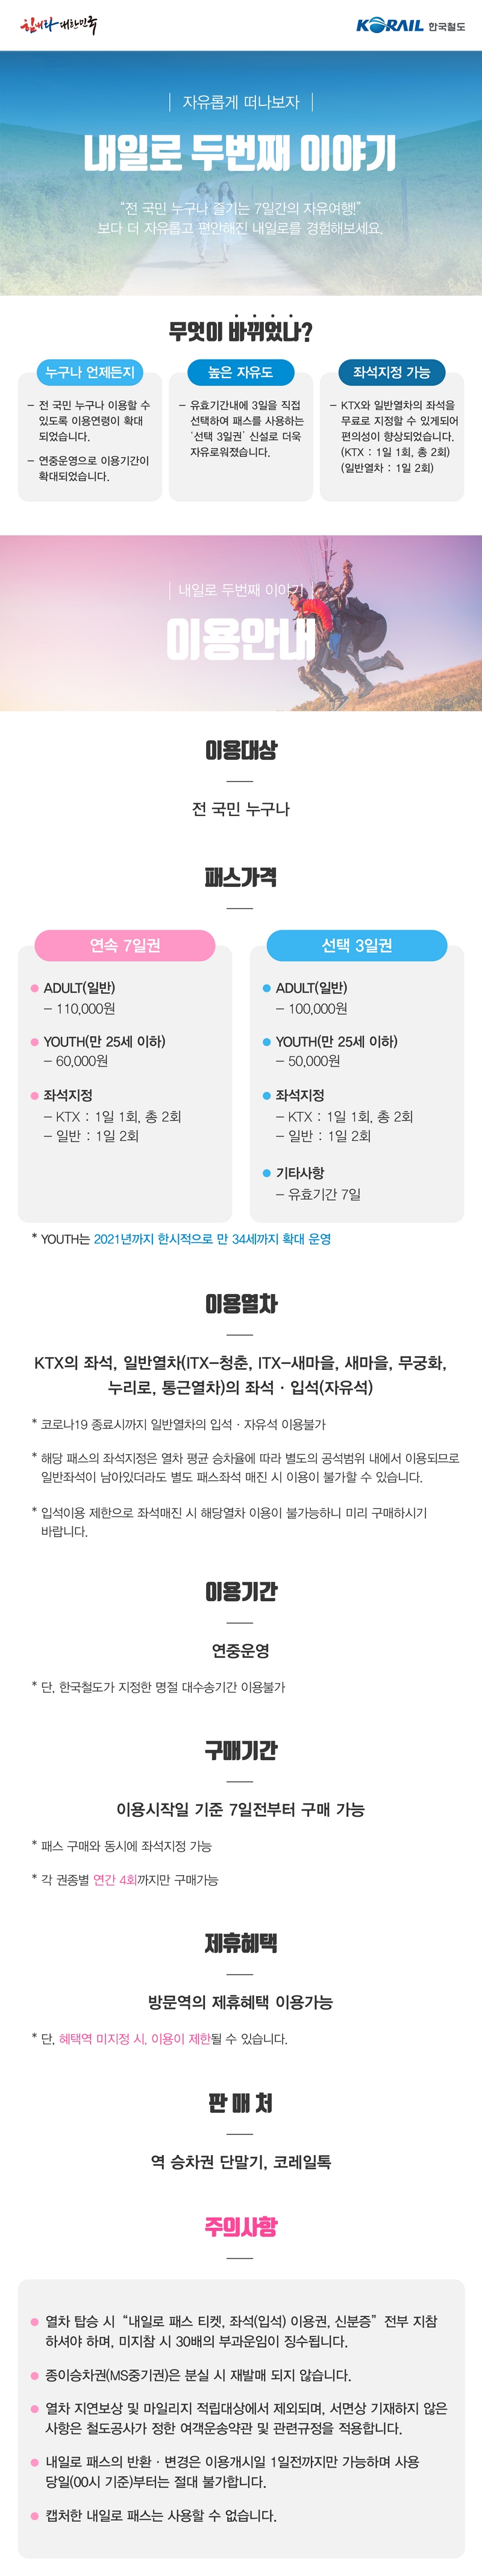 힘내라 대한민국
KORAIL 한국철도
자유롭게 떠나보자
내일로 두번째 이야기
“전 국민 누구나 즐기는 7일간의 자유여행!”
보다 더 자유롭고 편안해진 내일로를 경험해보세요.
무엇이 바뀌었나?
누구나 언제든지
- 전 국민 누구나 이용할 수
있도록 이용연령이 확대
되었습니다.
- 연중운영으로 이용기간이
확대되었습니다.
높은 자유도
- 유효기간내에 3일을 직접
선택하여 패스를 사용하는
‘선택 3일권’ 신설로 더욱
자유로워졌습니다.
좌석지정 가능
- KTX와 일반열차의 좌석을
무료로 지정할 수 있게되어
편의성이 향상되었습니다.
(KTX : 1일 1회, 총 2회)
(일반열차 : 1일 2회)
내일로 두번째 이야기
이용안내
이용대상
전 국민 누구나
패스가격
연속 7일권
ADULT(일반)
- 110,000원
YOUTH(만 25세 이하)
- 60,000원
좌석지정
- KTX : 1일 1회, 총 2회
- 일반 : 1일 2회
선택 3일권
ADULT(일반)
- 100,000원
YOUTH(만 25세 이하)
- 50,000원
좌석지정
- KTX : 1일 1회, 총 2회
- 일반 : 1일 2회
기타사항
- 유효기간 7일
* YOUTH는 2021년까지 한시적으로 만 34세까지 확대 운영
이용열차
KTX의 좌석, 일반열차(ITX-청춘, ITX-새마을, 새마을, 무궁화,
누리로, 통근열차)의 좌석 · 입석(자유석)
* 코로나19 종료시까지 일반열차의 입석 · 자유석 이용불가
* 해당 패스의 좌석지정은 열차 평균 승차율에 따라 별도의 공석범위 내에서 이용되므로
일반좌석이 남아있더라도 별도 패스좌석 매진 시 이용이 불가할 수 있습니다.
* 입석이용 제한으로 좌석매진 시 해당열차 이용이 불가능하니 미리 구매하시기
바랍니다.
이용기간
연중운영
* 단, 한국철도가 지정한 명절 대수송기간 이용불가
구매기간
이용시작일 기준 7일전부터 구매 가능
* 패스 구매와 동시에 좌석지정 가능
* 각 권종별 연간 4회까지만 구매가능
제휴혜택
방문역의 제휴혜택 이용가능
* 단, 혜택역 미지정 시, 이용이 제한될 수 있습니다.
판 매 처
역 승차권 단말기, 코레일톡
주의사항
열차 탑승 시 “내일로 패스 티켓, 좌석(입석) 이용권, 신분증” 전부 지참
하셔야 하며, 미지참 시 30배의 부과운임이 징수됩니다.
종이승차권(MS중기권)은 분실 시 재발매 되지 않습니다.
열차 지연보상 및 마일리지 적립대상에서 제외되며, 서면상 기재하지 않은
사항은 철도공사가 정한 여객운송약관 및 관련규정을 적용합니다.
내일로 패스의 반환 · 변경은 이용개시일 1일전까지만 가능하며 사용
당일(00시 기준)부터는 절대 불가합니다.
캡처한 내일로 패스는 사용할 수 없습니다.